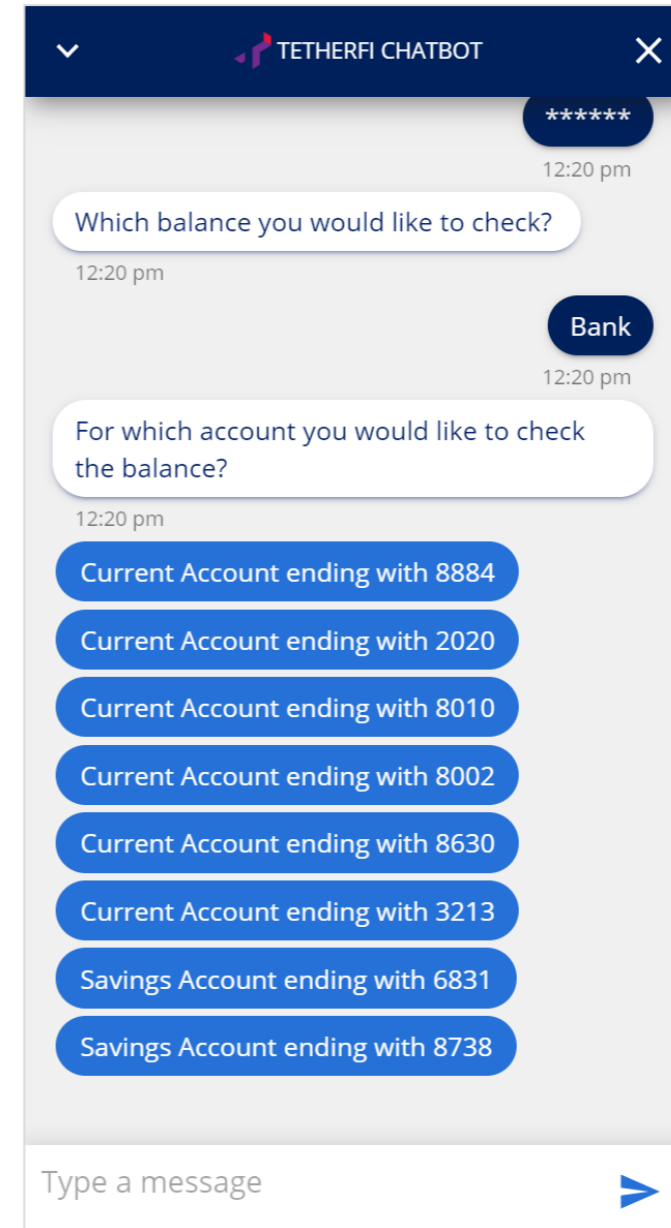 TETHERFI CHATBOT
******
12:20 pm
Which balance you would like to check?
12:20 pm
Bank
12:20 pm
For which account you would like to check
the balance?
12:20 pm
Current Account ending with 8884
Current Account ending with 2020
Current Account ending with 8010
Current Account ending with 8002
Current Account ending with 8630
Current Account ending with 3213
Savings Account ending with 6831
Savings Account ending with 8738
Type a message